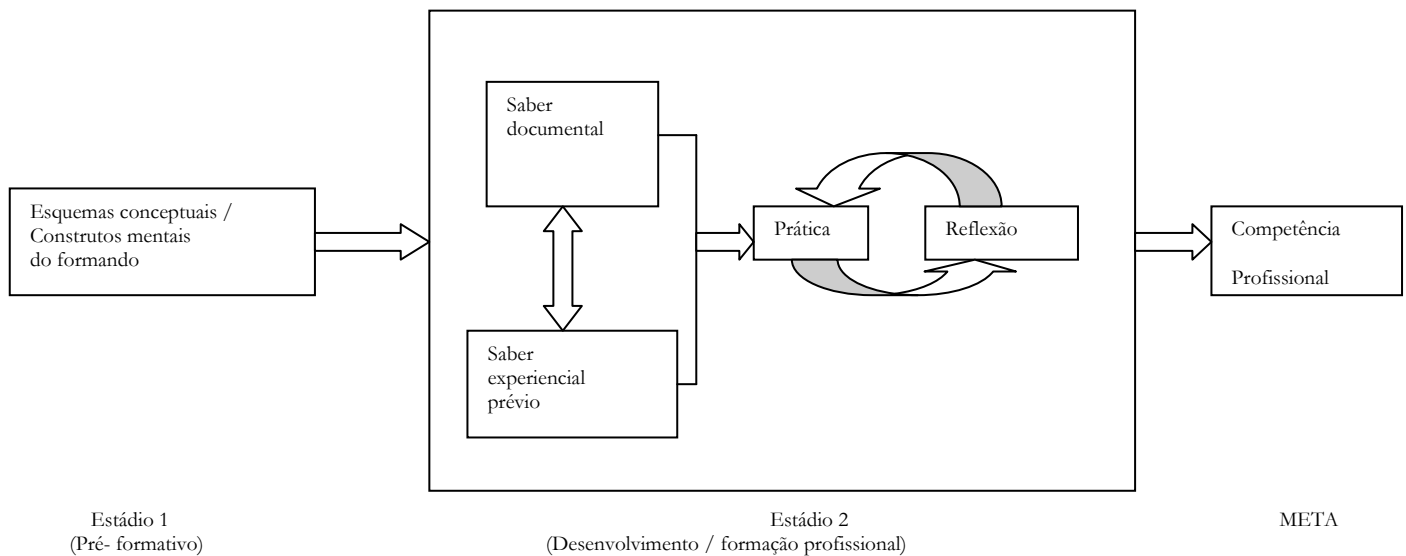 Saber
documental
Esquemas conceptuais /
Construtos mentais
do formando
Prática
Reflexão
Competência
Profissional
Saber
experiencial
prévio
Estádio 1
(Pré- formativo)
Estádio 2
(Desenvolvimento / formação profissional)
META